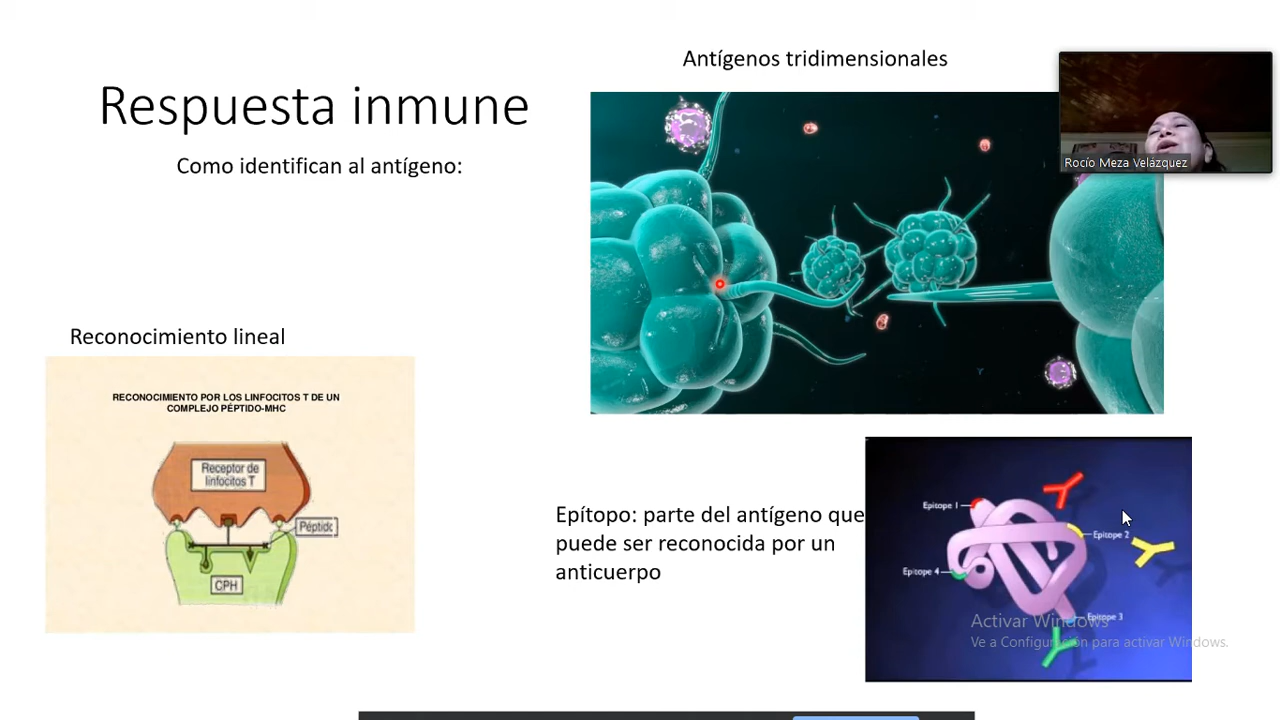 Antígenos tridimensionales
Respuesta inmune
Como identifican al antígeno:
Rocío Meza Velázquez
Reconocimiento lineal
RECONOCIMIENTO POR LOS LINFOCITOS T DE UN
COMPLEJO PÉPTIDO-MHC
Receptor de
linfocitos T
Péptido
CPH
Epítopo: parte del antígeno que
puede ser reconocida por un
anticuerpo
Epitope 1
Epitope 2
Epitope 4
Epitope 3
Activar Windows
Ve a Configuración para activar Windows.